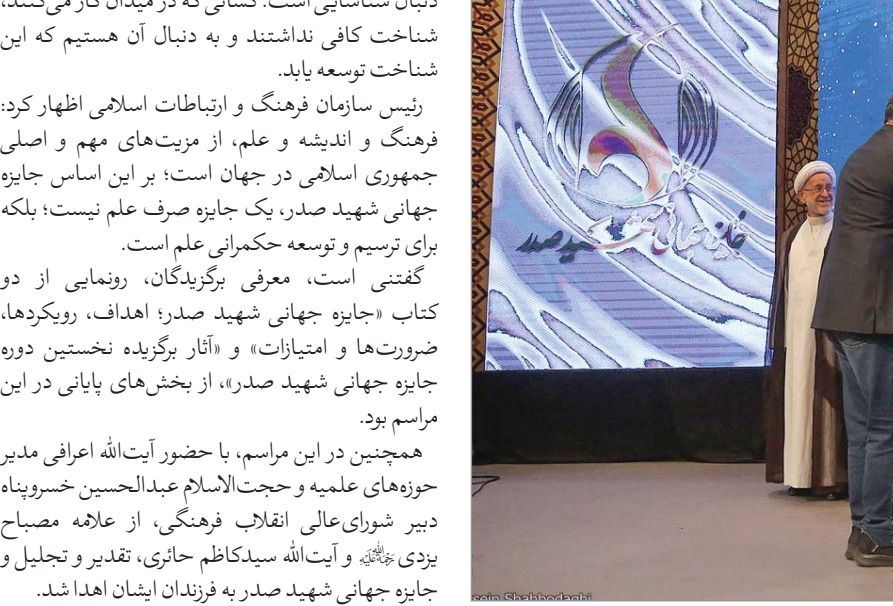 دنبال شناسایی است. کسانی که در میدان کار می‌کنند،
شناخت کافی نداشتند و به دنبال آن هستیم که این
شناخت توسعه یابد.
رئیس سازمان فرهنگ و ارتباطات اسلامی اظهار کرد:
فرهنگ و اندیشه و علم، از مزیت‌های مهم و اصلی
جمهوری اسلامی در جهان است؛ بر این اساس جایزه
جهانی شهید صدر، یک جایزه صرف علم نیست؛ بلکه
برای ترسیم و توسعه حکمرانی علم است.
گفتنی است، معرفی برگزیدگان، رونمایی از دو
کتاب «جایزه جهانی شهید صدر؛ اهداف، رویکردها،
ضرورت‌ها و امتیازات» و «آثار برگزیده نخستین دوره
جایزه جهانی شهید صدر»، از بخش‌های پایانی در این
مراسم بود.
همچنین در این مراسم، با حضور آیت‌الله اعرافی مدیر
حوزه‌های علمیه و حجت‌الاسلام عبدالحسین خسروپناه
دبیر شورای‌عالی انقلاب فرهنگی، از علامه مصباح
یزدی رحمة‌الله‌علیه و آیت‌الله سیدکاظم حائری، تقدیر و تجلیل و
جایزه جهانی شهید صدر به فرزندان ایشان اهدا شد.
جایزه جهانی شهید صدر
sein Shahbodaghi